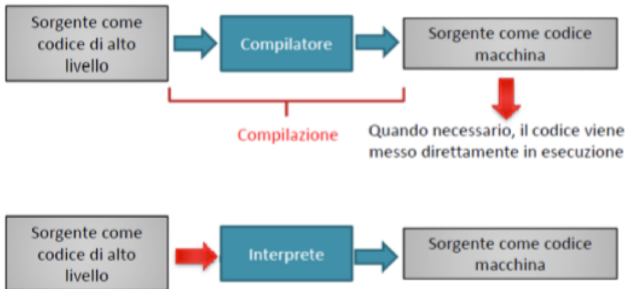 Sorgente come
codice di alto
livello
Compilatore
Sorgente come codice
macchina
Compilazione
Quando necessario, il codice viene
messo direttamente in esecuzione
Sorgente come
codice di alto
livello
Interprete
Sorgente come codice
macchina